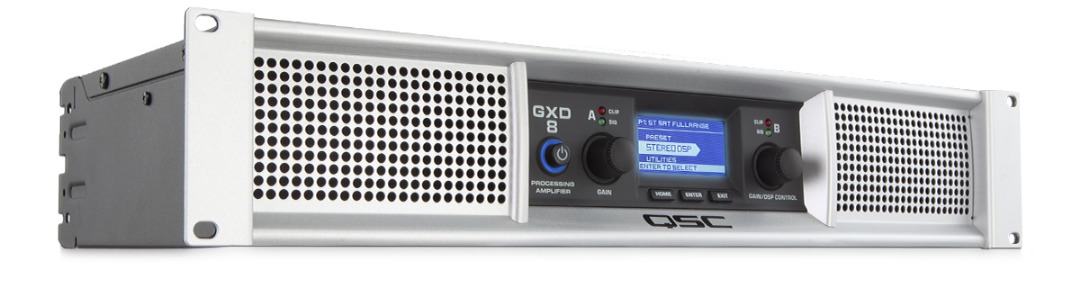 GXD
8
PROCESSING
AMPLIFIER
A
CLIP
SIG
GAIN
P1: ST SAT FULLRANGE
PRESET
STEREO DSP
UTILITIES
ENTER TO SELECT
HOME
ENTER
EXIT
CLIP
SIG
B
GAIN/DSP CONTROL
QSC